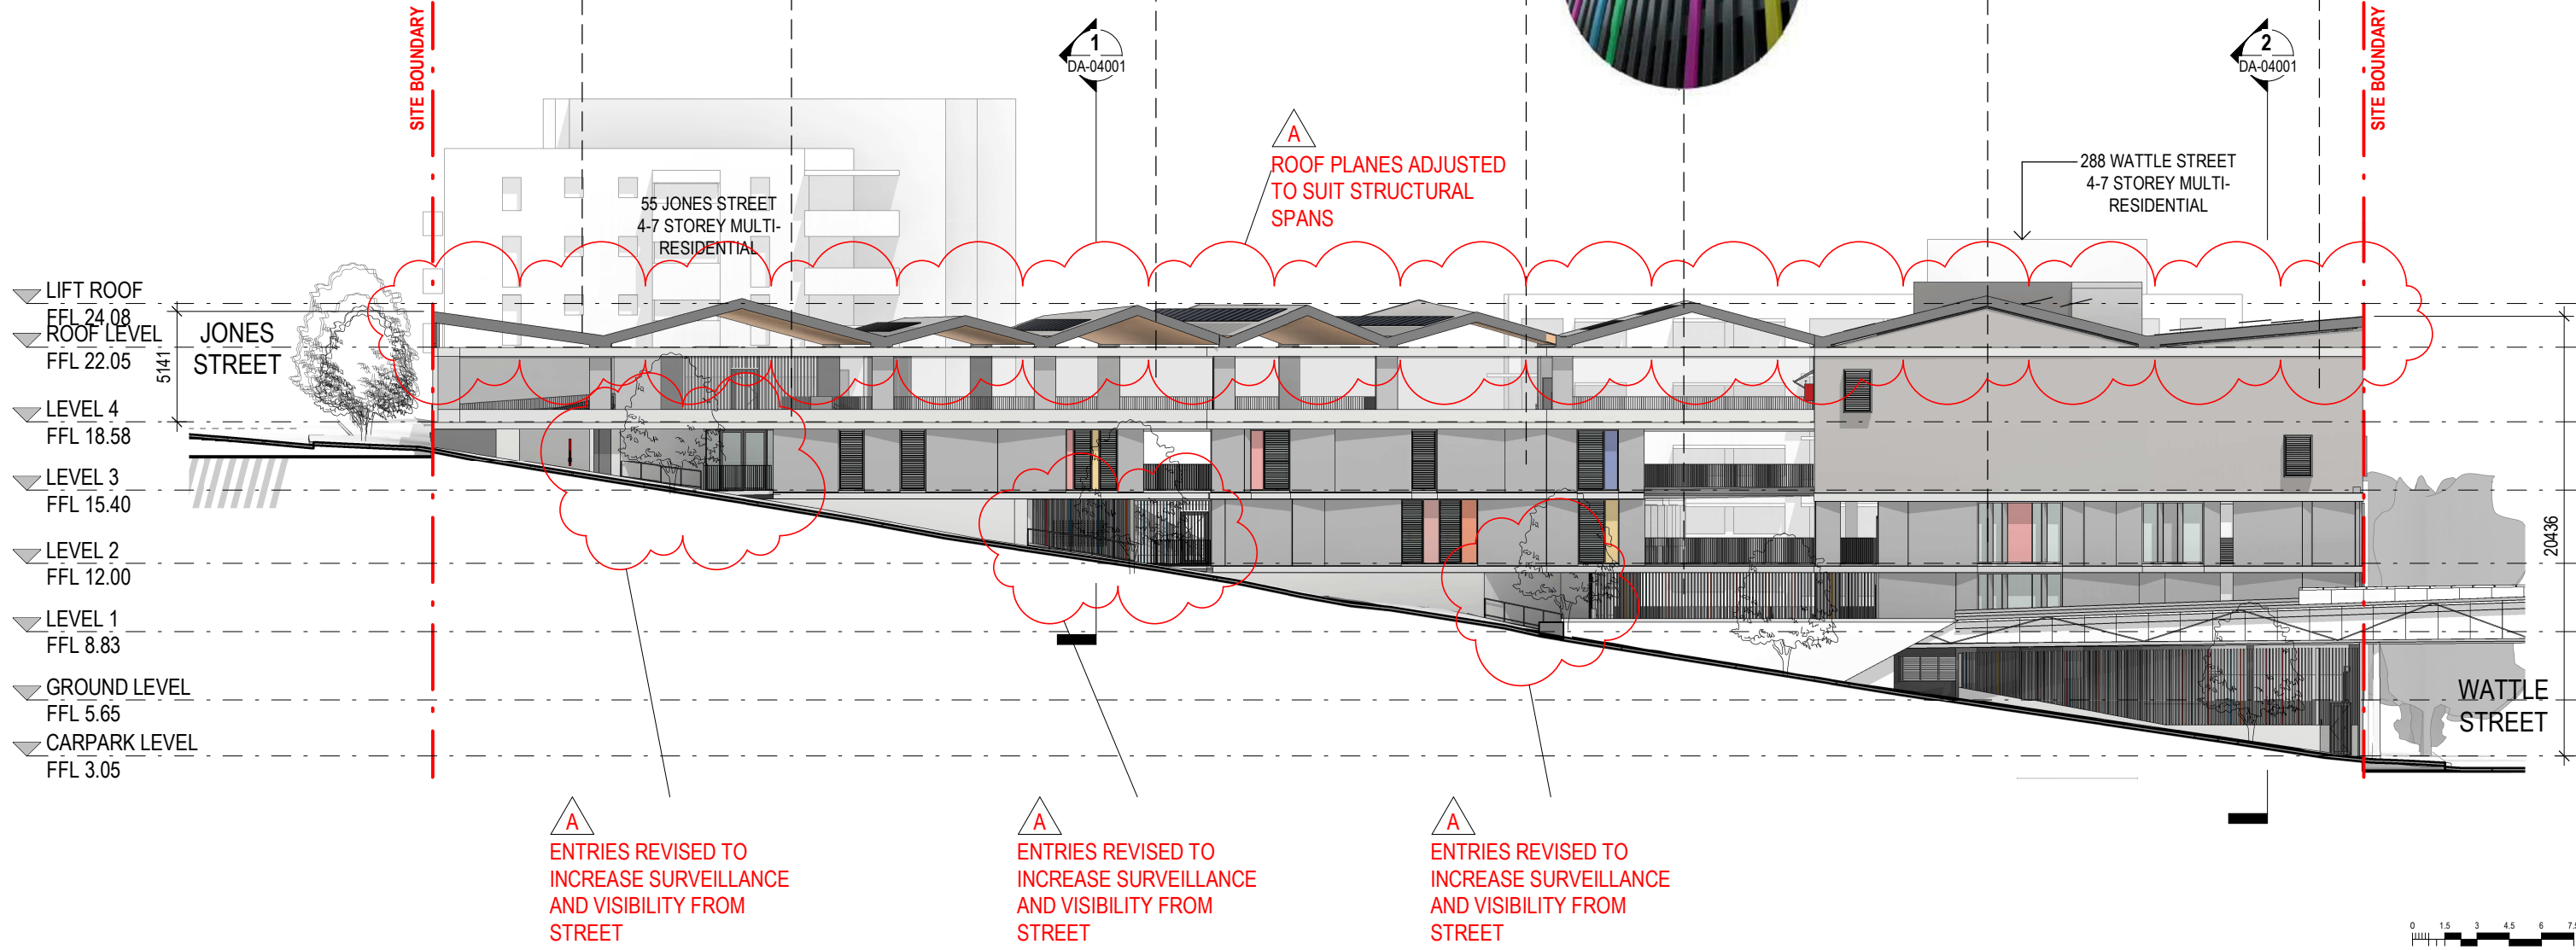 SITE BOUNDARY
1
DA-04001
2
DA-04001
SITE BOUNDARY
A
ROOF PLANES ADJUSTED
TO SUIT STRUCTURAL
SPANS
288 WATTLE STREET
4-7 STOREY MULTI-
RESIDENTIAL
55 JONES STREET
4-7 STOREY MULTI-
RESIDENTIAL
LIFT ROOF
FFL 24.08
ROOF LEVEL
FFL 22.05
LEVEL 4
FFL 18.58
LEVEL 3
FFL 15.40
LEVEL 2
FFL 12.00
LEVEL 1
FFL 8.83
GROUND LEVEL
FFL 5.65
CARPARK LEVEL
FFL 3.05
5141
JONES
STREET
20436
WATTLE
STREET
A
ENTRIES REVISED TO
INCREASE SURVEILLANCE
AND VISIBILITY FROM
STREET
A
ENTRIES REVISED TO
INCREASE SURVEILLANCE
AND VISIBILITY FROM
STREET
A
ENTRIES REVISED TO
INCREASE SURVEILLANCE
AND VISIBILITY FROM
STREET
0 1.5 3 4.5 6